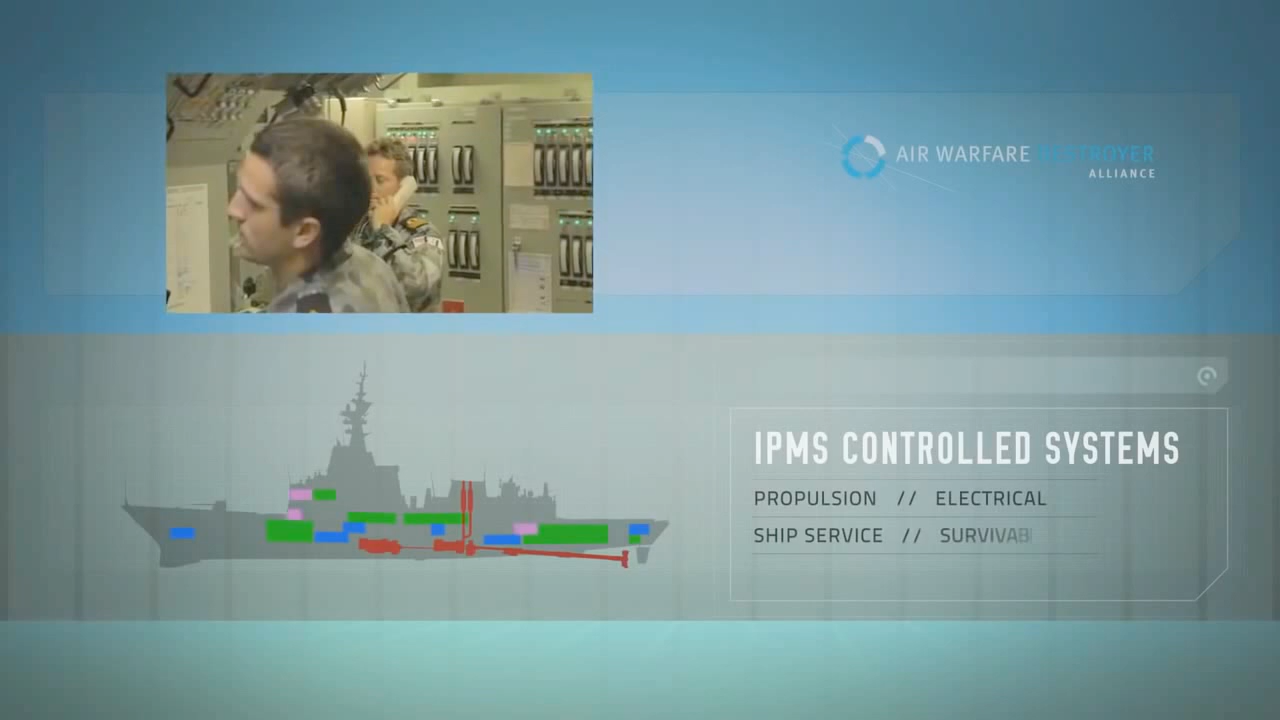 AIR WARFARE DESTROYER
ALLIANCE
IPMS CONTROLLED SYSTEMS
PROPULSION // ELECTRICAL
SHIP SERVICE // SURVIVAB